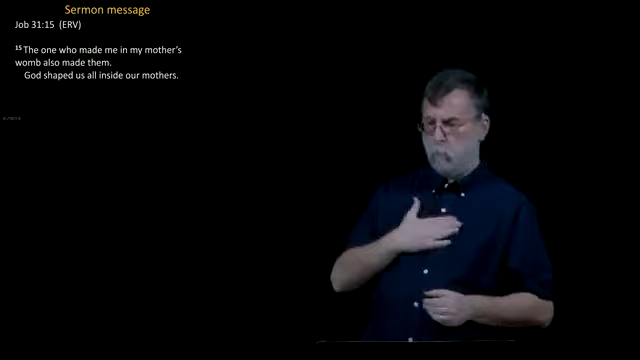 Sermon message
Job 31:15 (ERV)
15 The one who made me in my mother's
womb also made them.
God shaped us all inside our mothers.